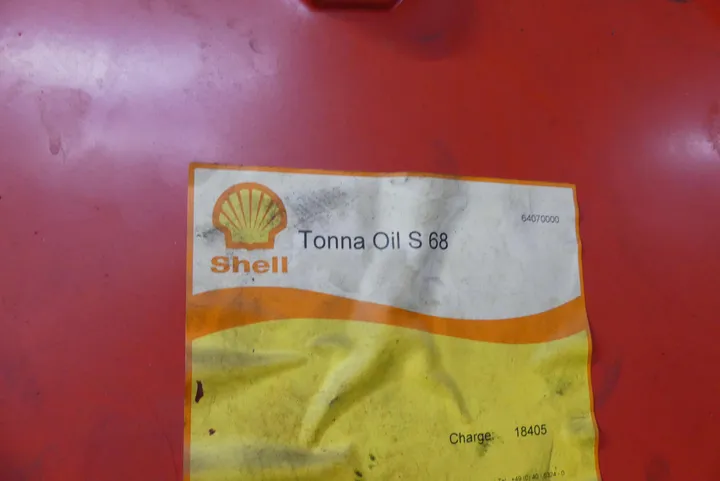 64070000
Tonna Oil S 68
Shell
Charge: 18405